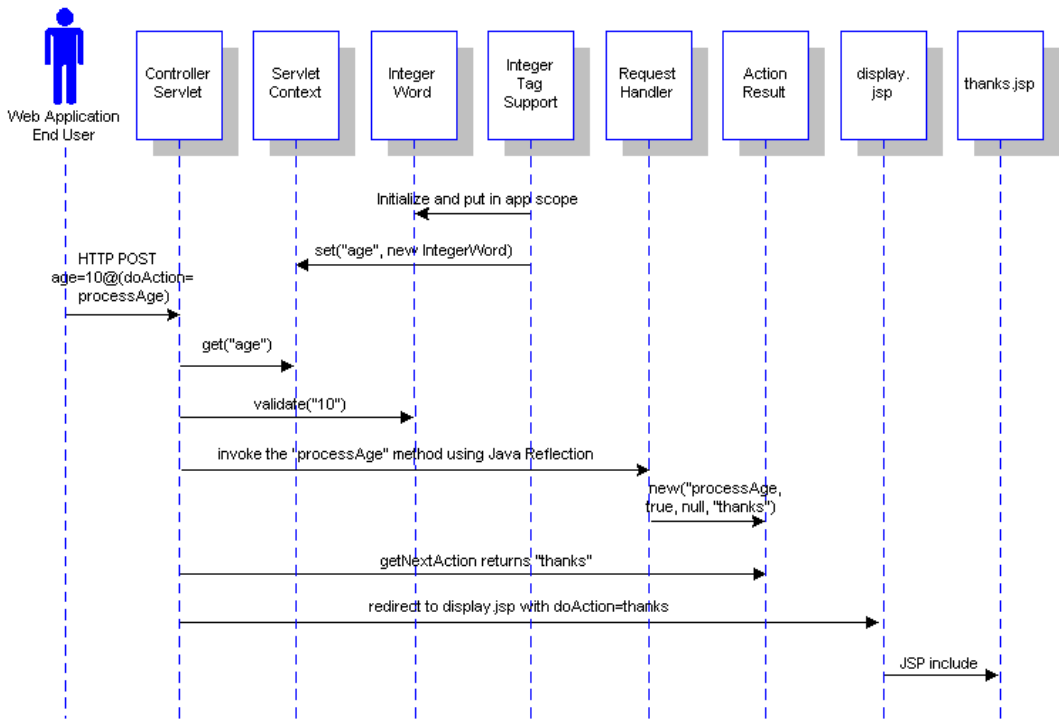 Web Application
End User
Controller
Servlet
Servlet
Context
Integer
Word
Integer
Tag
Support
Request
Handler
Action
Result
display.
jsp
thanks.jsp
Initialize and put in app scope
set("age", new IntegerWord)
HTTP POST
age=10@(doAction=
processAge)
get("age")
validate("10")
invoke the "processAge" method using Java Reflection
new("processAge,
true, null, "thanks")
getNextAction returns "thanks"
redirect to display.jsp with doAction=thanks
JSP include